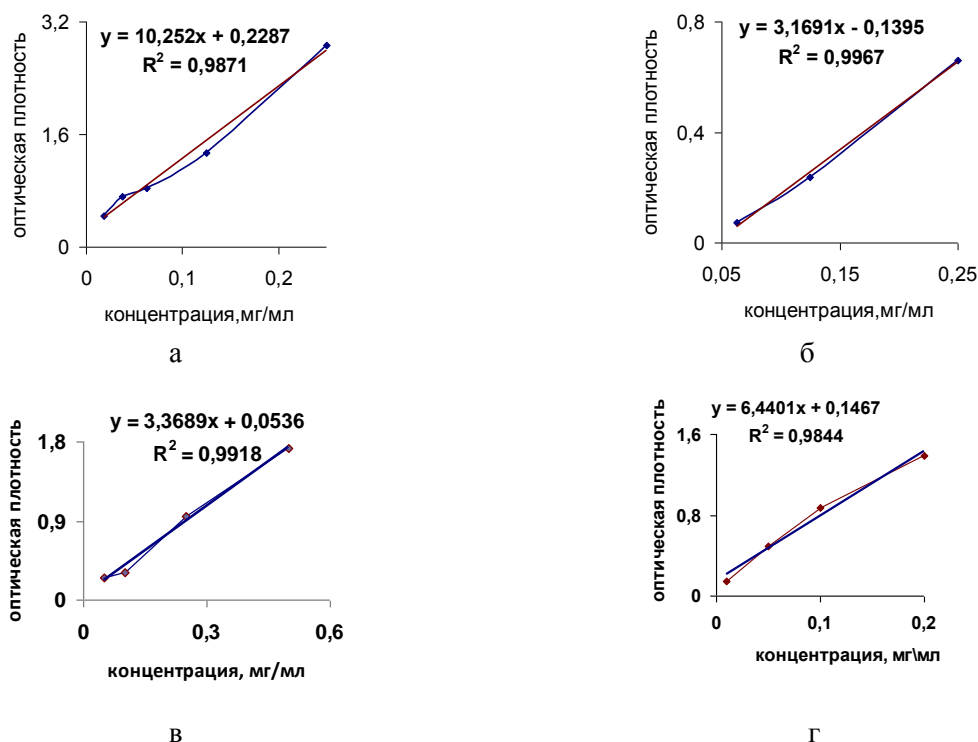 y = 10,252x + 0,2287
R² = 0,9871
оптическая плотность
3,2
1,6
0
0
0,1
0,2
концентрация,мг/мл
а
y = 3,1691x - 0,1395
R² = 0,9967
оптическая плотность
0,8
0,4
0
0,05
0,15
0,25
концентрация,мг/мл
б
y = 3,3689x + 0,0536
R² = 0,9918
оптическая плотность
1,8
0,9
0
0
0,3
0,6
концентрация, мг/мл
в
y = 6,4401x + 0,1467
R² = 0,9844
оптическая плотность
1,6
0,8
0
0
0,1
0,2
концентрация, мг\мл
г